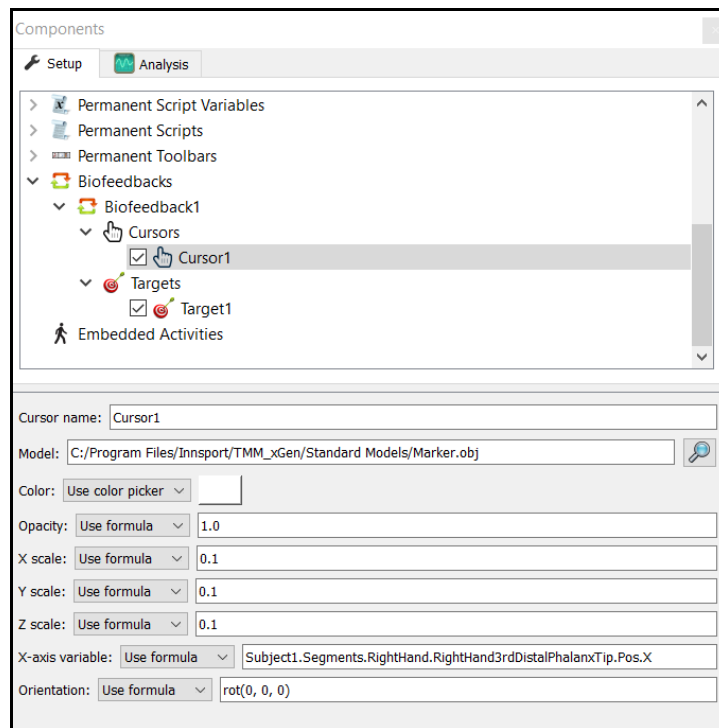 Components
Setup Analysis
Permanent Script Variables
Permanent Scripts
Permanent Toolbars
Biofeedbacks
Biofeedback1
Cursors
Cursor1
Targets
Target1
Embedded Activities
Cursor name: Cursor1
Model: C:/Program Files/Innsport/TMM_xGen/Standard Models/Marker.obj
Color: Use color picker
Opacity: Use formula 1.0
X scale: Use formula 0.1
Y scale: Use formula 0.1
Z scale: Use formula 0.1
X-axis variable: Use formula Subject1.Segments.RightHand.RightHand3rdDistalPhalanxTip.Pos.X
Orientation: Use formula rot(0, 0, 0)